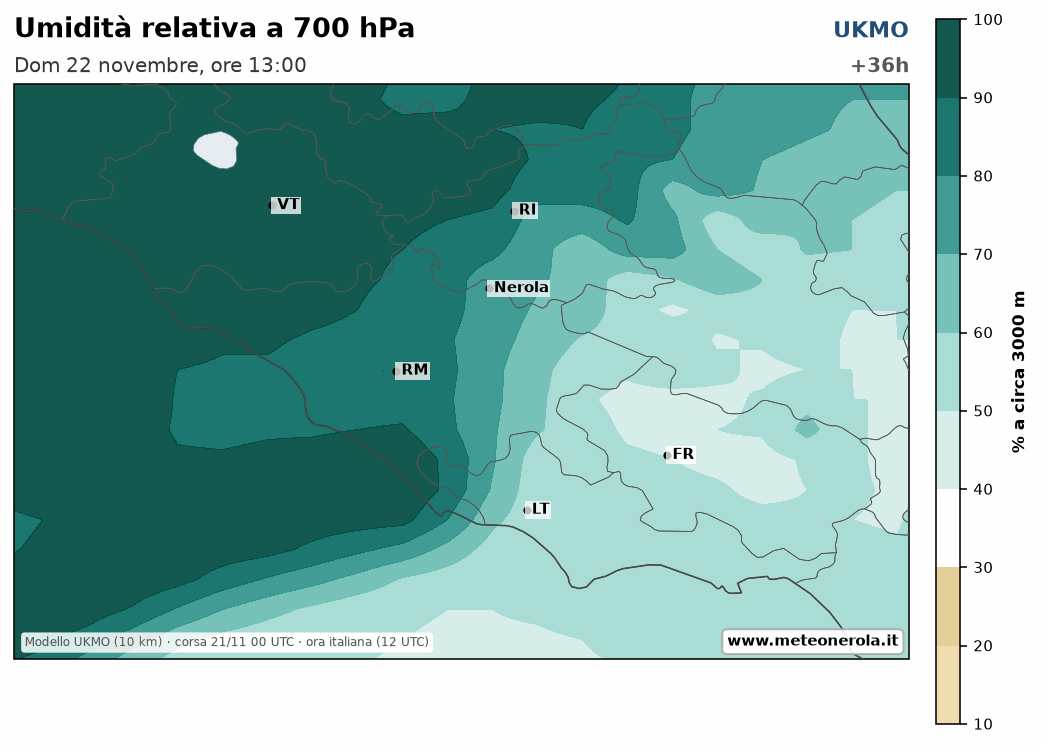 Umidità relativa a 700 hPa
UKMO
Dom 22 novembre, ore 13:00
+36h
100
90
80
70
60
50
40
30
20
10
% a circa 3000 m
VT
RI
Nerola
RM
FR
LT
Modello UKMO (10 km) · corsa 21/11 00 UTC · ora italiana (12 UTC)
www.meteonerola.it